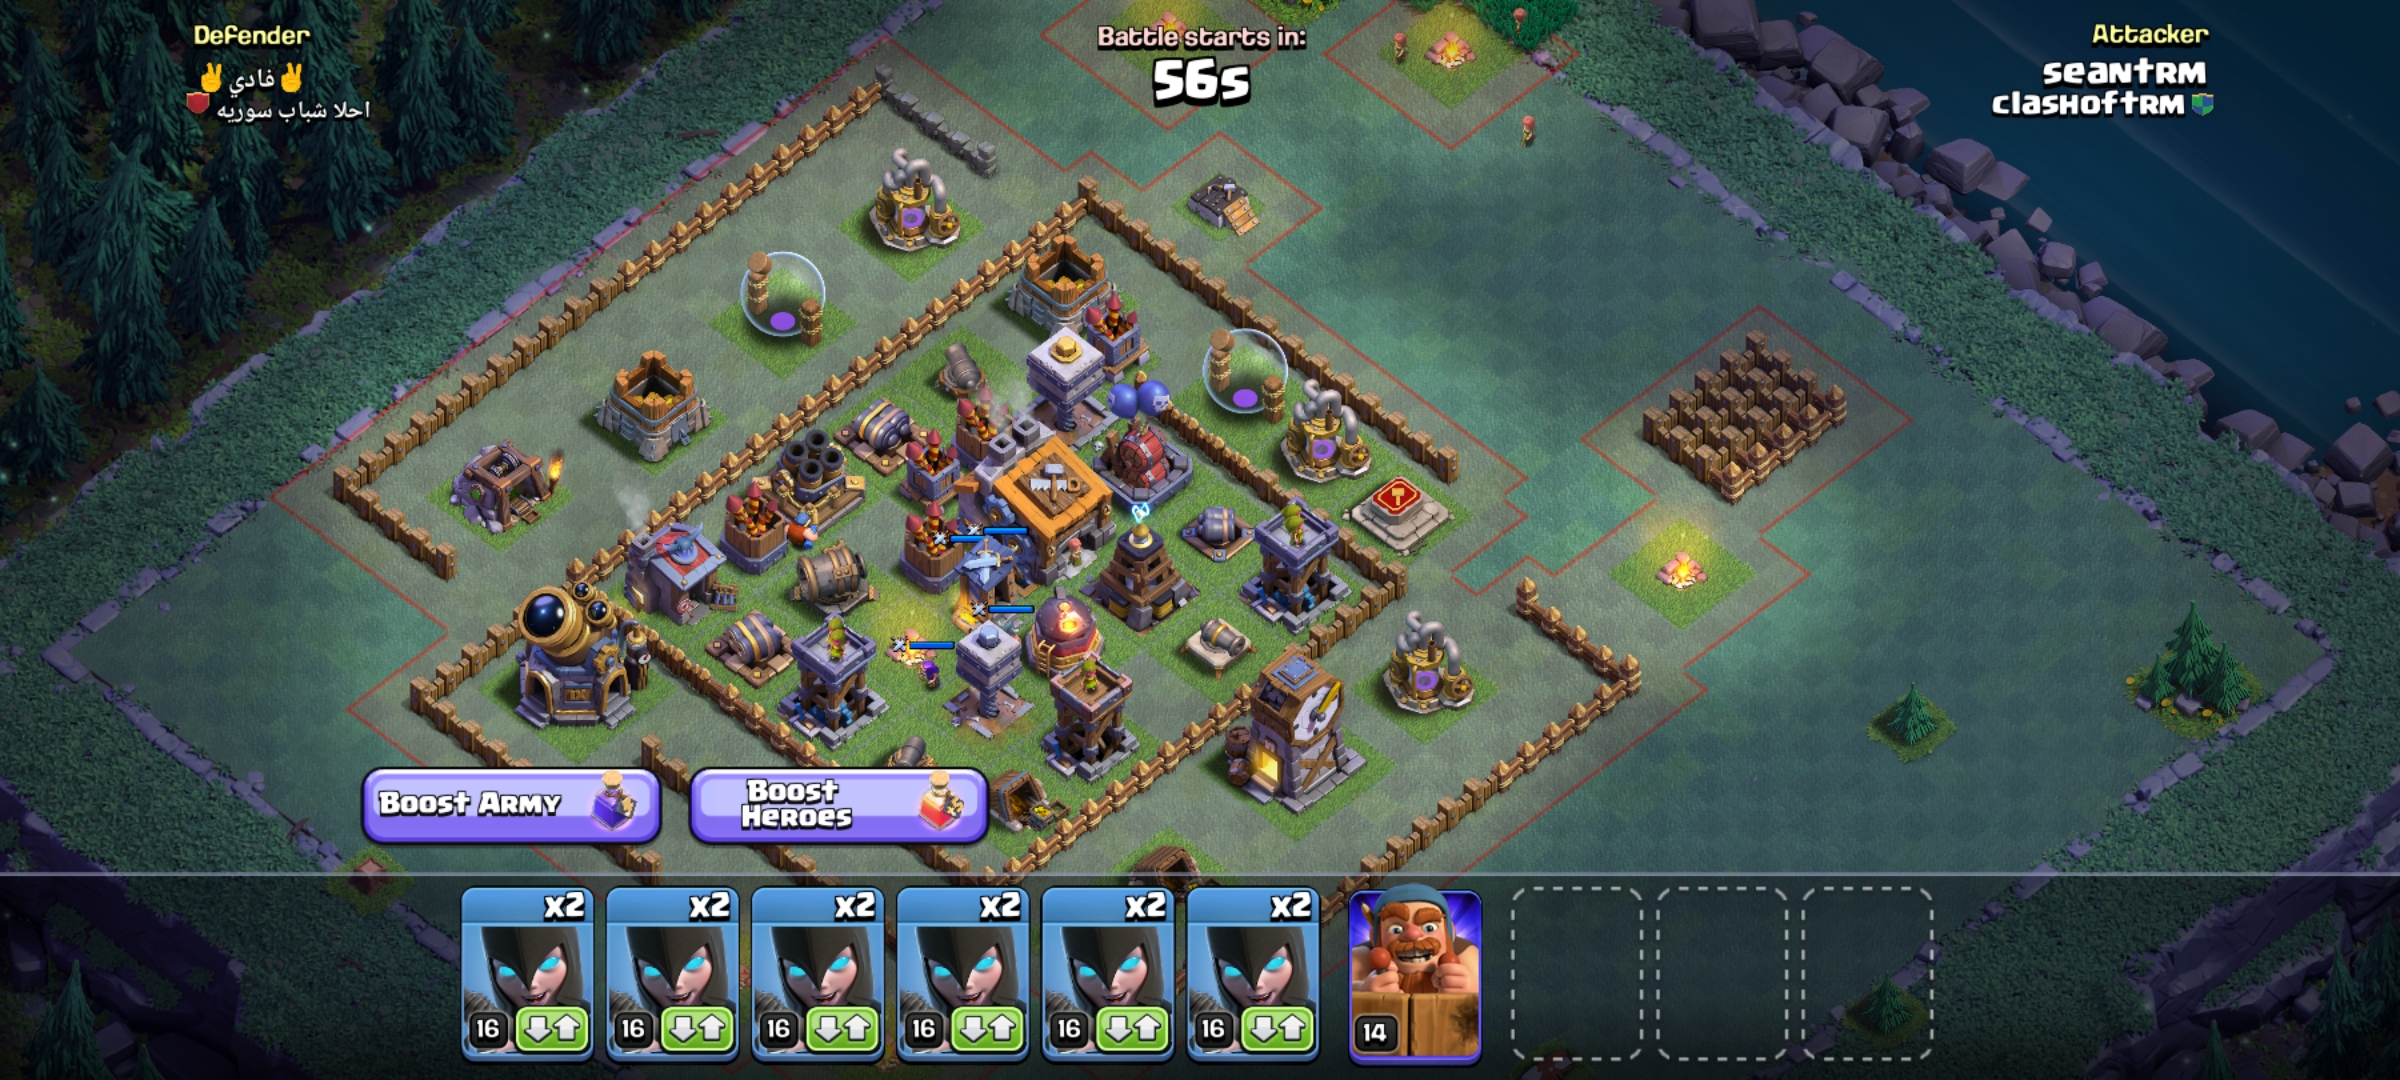 Defender
✌️فادي✌️
احلا شباب سوريه
Battle starts in:
56s
Attacker
seantRM
clashoftRM
Boost Army
Boost
Heroes
x2
x2
x2
x2
x2
x2
16
16
16
16
16
16
14